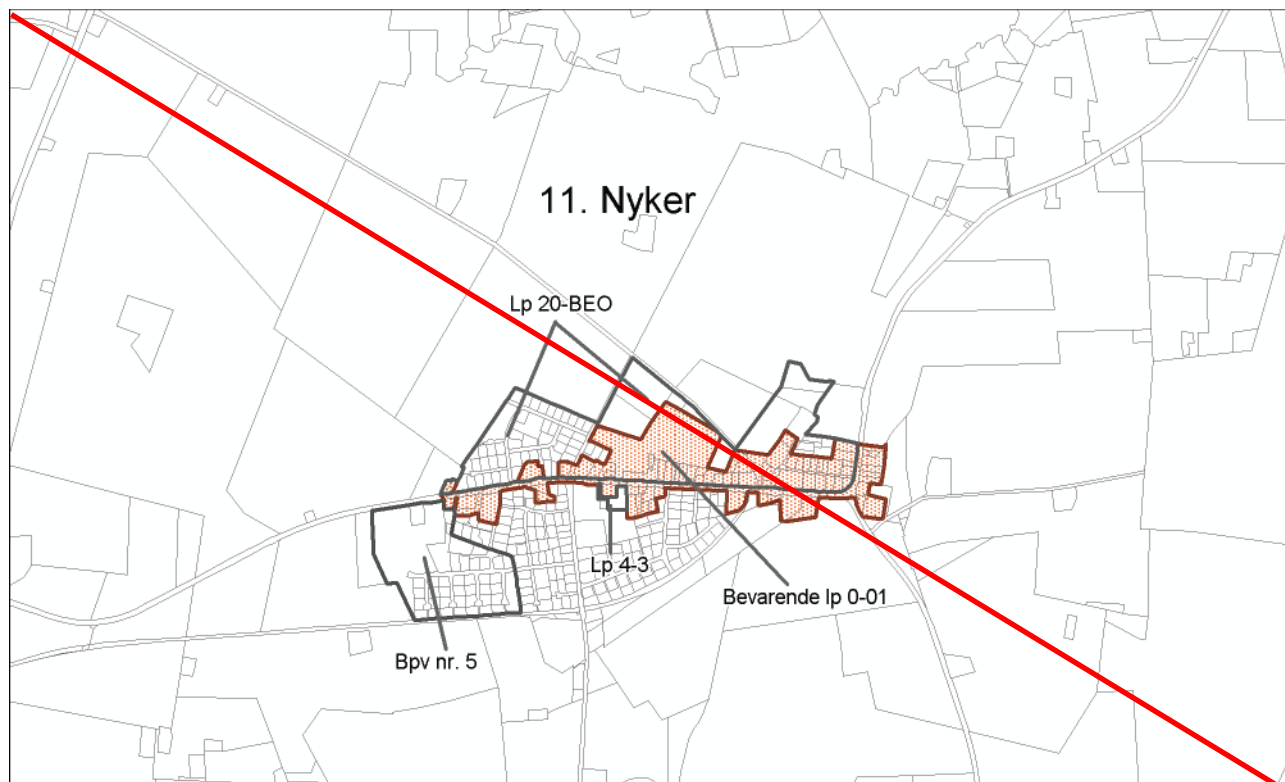 11. Nyker
Lp 20-BEO
Lp 4-3
Bevarende lp 0-01
Bpv nr. 5